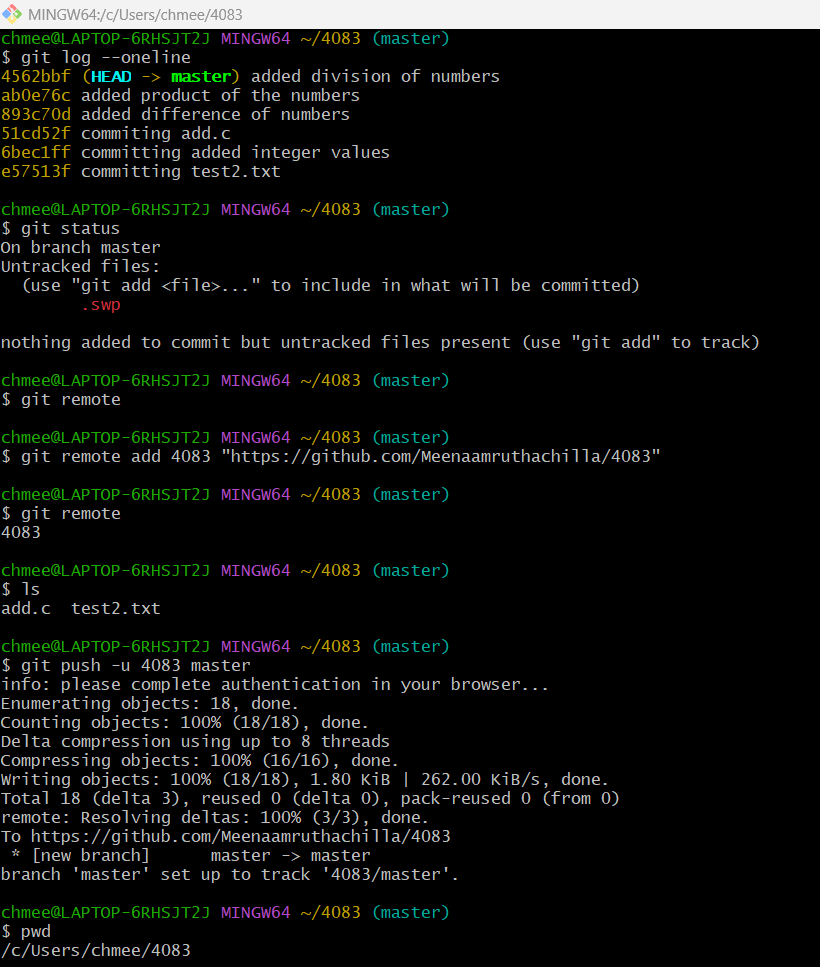 MINGW64:/c/Users/chmee/4083
chmee@LAPTOP-6RHSJT2J MINGW64 ~/4083 (master)
$ git log --oneline
4562bbf (HEAD -> master) added division of numbers
ab0e76c added product of the numbers
893c70d added difference of numbers
51cd52f commiting add.c
6bec1ff committing added integer values
e57513f committing test2.txt

chmee@LAPTOP-6RHSJT2J MINGW64 ~/4083 (master)
$ git status
On branch master
Untracked files:
  (use "git add <file>..." to include in what will be committed)
        .swp

nothing added to commit but untracked files present (use "git add" to track)

chmee@LAPTOP-6RHSJT2J MINGW64 ~/4083 (master)
$ git remote

chmee@LAPTOP-6RHSJT2J MINGW64 ~/4083 (master)
$ git remote add 4083 "https://github.com/Meenaamruthachilla/4083"

chmee@LAPTOP-6RHSJT2J MINGW64 ~/4083 (master)
$ git remote
4083

chmee@LAPTOP-6RHSJT2J MINGW64 ~/4083 (master)
$ ls
add.c  test2.txt

chmee@LAPTOP-6RHSJT2J MINGW64 ~/4083 (master)
$ git push -u 4083 master
info: please complete authentication in your browser...
Enumerating objects: 18, done.
Counting objects: 100% (18/18), done.
Delta compression using up to 8 threads
Compressing objects: 100% (16/16), done.
Writing objects: 100% (18/18), 1.80 KiB | 262.00 KiB/s, done.
Total 18 (delta 3), reused 0 (delta 0), pack-reused 0 (from 0)
remote: Resolving deltas: 100% (3/3), done.
To https://github.com/Meenaamruthachilla/4083
 * [new branch]      master -> master
branch 'master' set up to track '4083/master'.

chmee@LAPTOP-6RHSJT2J MINGW64 ~/4083 (master)
$ pwd
/c/Users/chmee/4083